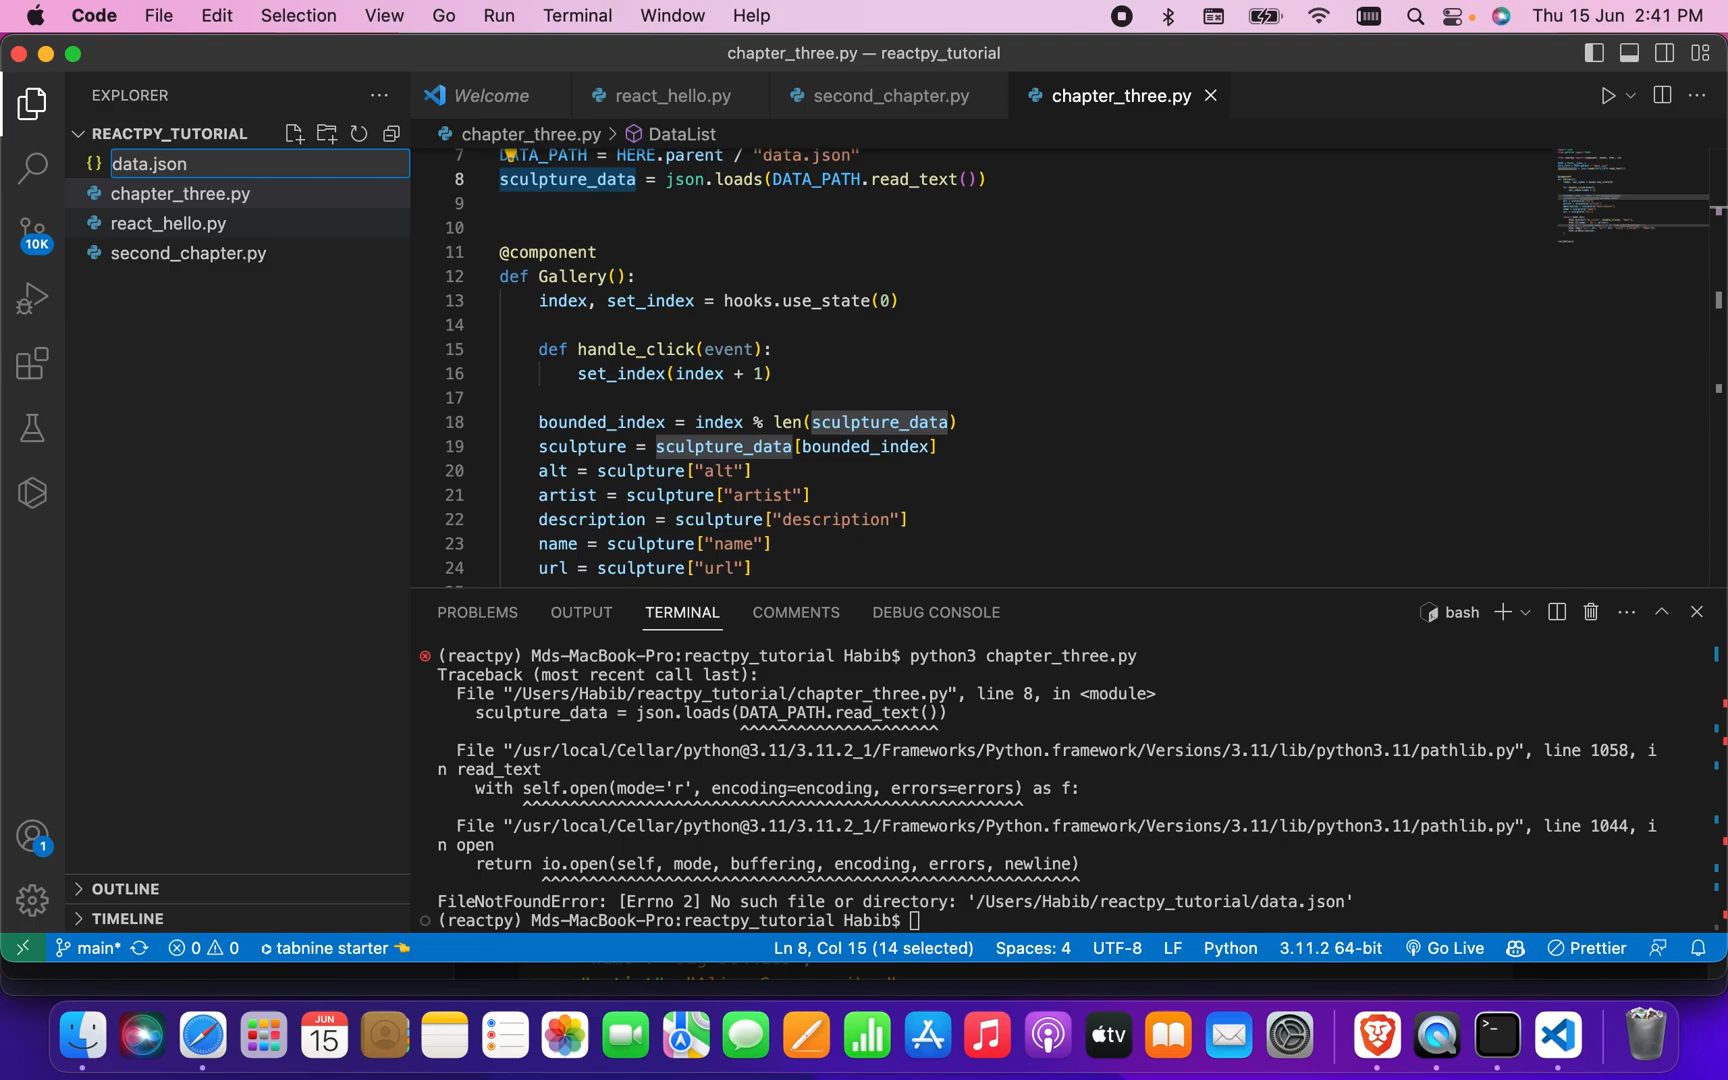 Code File Edit Selection View Go Run Terminal Window Help Thu 15 Jun 2:41 PM
chapter_three.py — reactpy_tutorial
EXPLORER
Welcome react_hello.py second_chapter.py chapter_three.py
REACTPY_TUTORIAL
chapter_three.py > DataList
{} data.json
chapter_three.py
react_hello.py
second_chapter.py
10K
1
OUTLINE
TIMELINE
7 DATA_PATH = HERE.parent / "data.json"
8 sculpture_data = json.loads(DATA_PATH.read_text())
9
10
11 @component
12 def Gallery():
13 index, set_index = hooks.use_state(0)
14
15 def handle_click(event):
16 set_index(index + 1)
17
18 bounded_index = index % len(sculpture_data)
19 sculpture = sculpture_data[bounded_index]
20 alt = sculpture["alt"]
21 artist = sculpture["artist"]
22 description = sculpture["description"]
23 name = sculpture["name"]
24 url = sculpture["url"]
PROBLEMS OUTPUT TERMINAL COMMENTS DEBUG CONSOLE bash
(reactpy) Mds-MacBook-Pro:reactpy_tutorial Habib$ python3 chapter_three.py
Traceback (most recent call last):
File "/Users/Habib/reactpy_tutorial/chapter_three.py", line 8, in <module>
sculpture_data = json.loads(DATA_PATH.read_text())
^^^^^^^^^^^^^^^^^^^^^
File "/usr/local/Cellar/python@3.11/3.11.2_1/Frameworks/Python.framework/Versions/3.11/lib/python3.11/pathlib.py", line 1058, i
n read_text
with self.open(mode='r', encoding=encoding, errors=errors) as f:
^^^^^^^^^^^^^^^^^^^^^^^^^^^^^^^^^^^^^^^^^^^^^^^^^^^^
File "/usr/local/Cellar/python@3.11/3.11.2_1/Frameworks/Python.framework/Versions/3.11/lib/python3.11/pathlib.py", line 1044, i
n open
return io.open(self, mode, buffering, encoding, errors, newline)
^^^^^^^^^^^^^^^^^^^^^^^^^^^^^^^^^^^^^^^^^^^^^^^^^^^^^^^^
FileNotFoundError: [Errno 2] No such file or directory: '/Users/Habib/reactpy_tutorial/data.json'
(reactpy) Mds-MacBook-Pro:reactpy_tutorial Habib$
main* 0 0 tabnine starter Ln 8, Col 15 (14 selected) Spaces: 4 UTF-8 LF Python 3.11.2 64-bit Go Live Prettier
JUN
15
tv